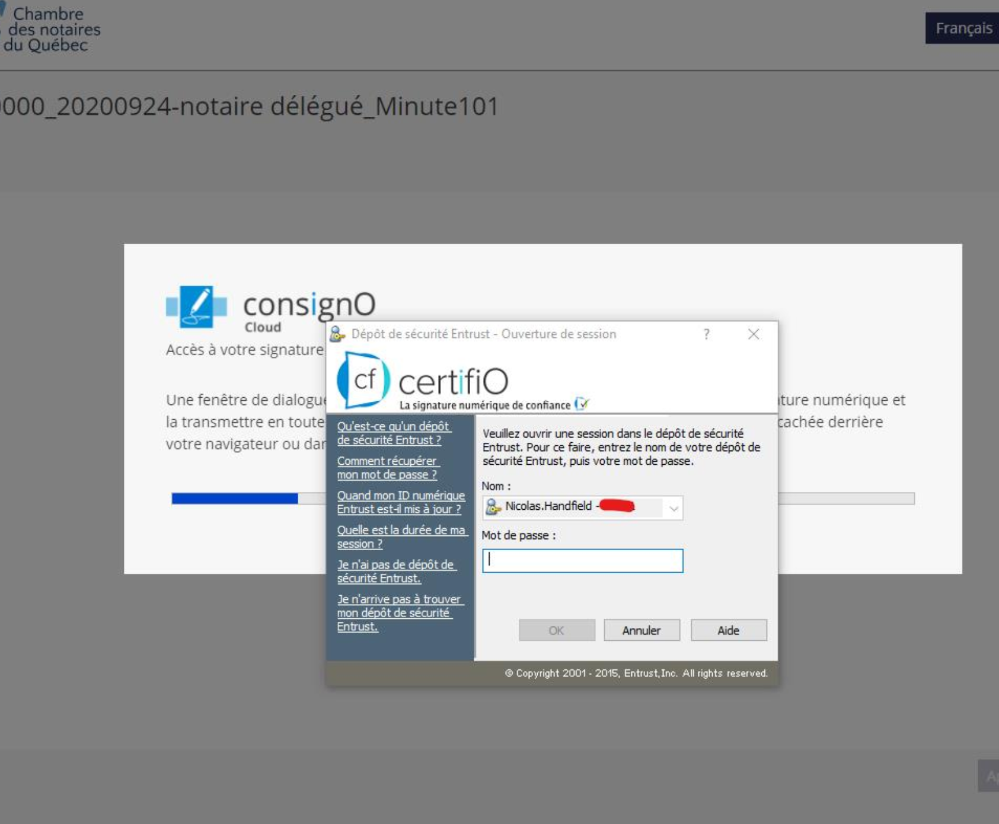 Chambre
des notaires
du Québec
Français
000_20200924-notaire délégué_Minute101
consignO
Cloud
Accès à votre signature
Une fenêtre de dialogue
la transmettre en toute
votre navigateur ou dan
ture numérique et
cachée derrière
Dépôt de sécurité Entrust - Ouverture de session
?
cf certifiO
La signature numérique de confiance
Qu'est-ce qu'un dépôt
de sécurité Entrust ?
Comment récupérer
mon mot de passe ?
Quand mon ID numérique
Entrust est-il mis à jour ?
Quelle est la durée de ma
session ?
Je n'ai pas de dépôt de
sécurité Entrust.
Je n'arrive pas à trouver
mon dépôt de sécurité
Entrust.
Veuillez ouvrir une session dans le dépôt de sécurité
Entrust. Pour ce faire, entrez le nom de votre dépôt de
sécurité Entrust, puis votre mot de passe.
Nom :
Nicolas.Handfield -
Mot de passe :
OK
Annuler
Aide
© Copyright 2001 - 2015, Entrust,Inc. All rights reserved.